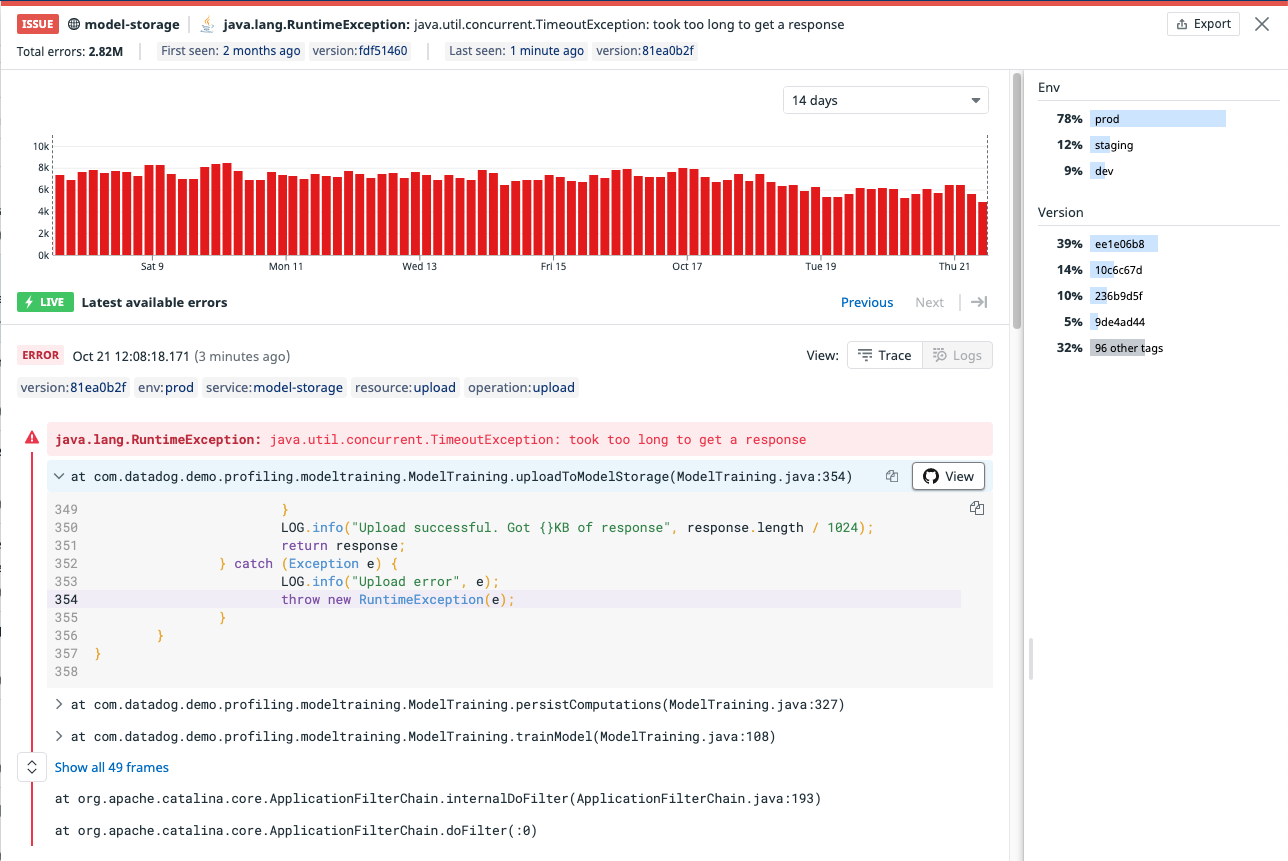 ISSUE model-storage java.lang.RuntimeException: java.util.concurrent.TimeoutException: took too long to get a response Export
Total errors: 2.82M First seen: 2 months ago version:fdf51460 Last seen: 1 minute ago version:81ea0b2f
14 days
10k
8k
6k
4k
2k
0k
Sat 9 Mon 11 Wed 13 Fri 15 Oct 17 Tue 19 Thu 21
LIVE Latest available errors Previous Next
ERROR Oct 21 12:08:18.171 (3 minutes ago) View: Trace Logs
version:81ea0b2f env:prod service:model-storage resource:upload operation:upload
java.lang.RuntimeException: java.util.concurrent.TimeoutException: took too long to get a response
at com.datadog.demo.profiling.modeltraining.ModelTraining.uploadToModelStorage(ModelTraining.java:354) View
349 }
350 LOG.info("Upload successful. Got {}KB of response", response.length / 1024);
351 return response;
352 } catch (Exception e) {
353 LOG.info("Upload error", e);
354 throw new RuntimeException(e);
355 }
356 }
357 }
358
at com.datadog.demo.profiling.modeltraining.ModelTraining.persistComputations(ModelTraining.java:327)
at com.datadog.demo.profiling.modeltraining.ModelTraining.trainModel(ModelTraining.java:108)
Show all 49 frames
at org.apache.catalina.core.ApplicationFilterChain.internalDoFilter(ApplicationFilterChain.java:193)
at org.apache.catalina.core.ApplicationFilterChain.doFilter(:0)
Env
78% prod
12% staging
9% dev
Version
39% ee1e06b8
14% 10c6c67d
10% 236b9d5f
5% 9de4ad44
32% 96 other tags